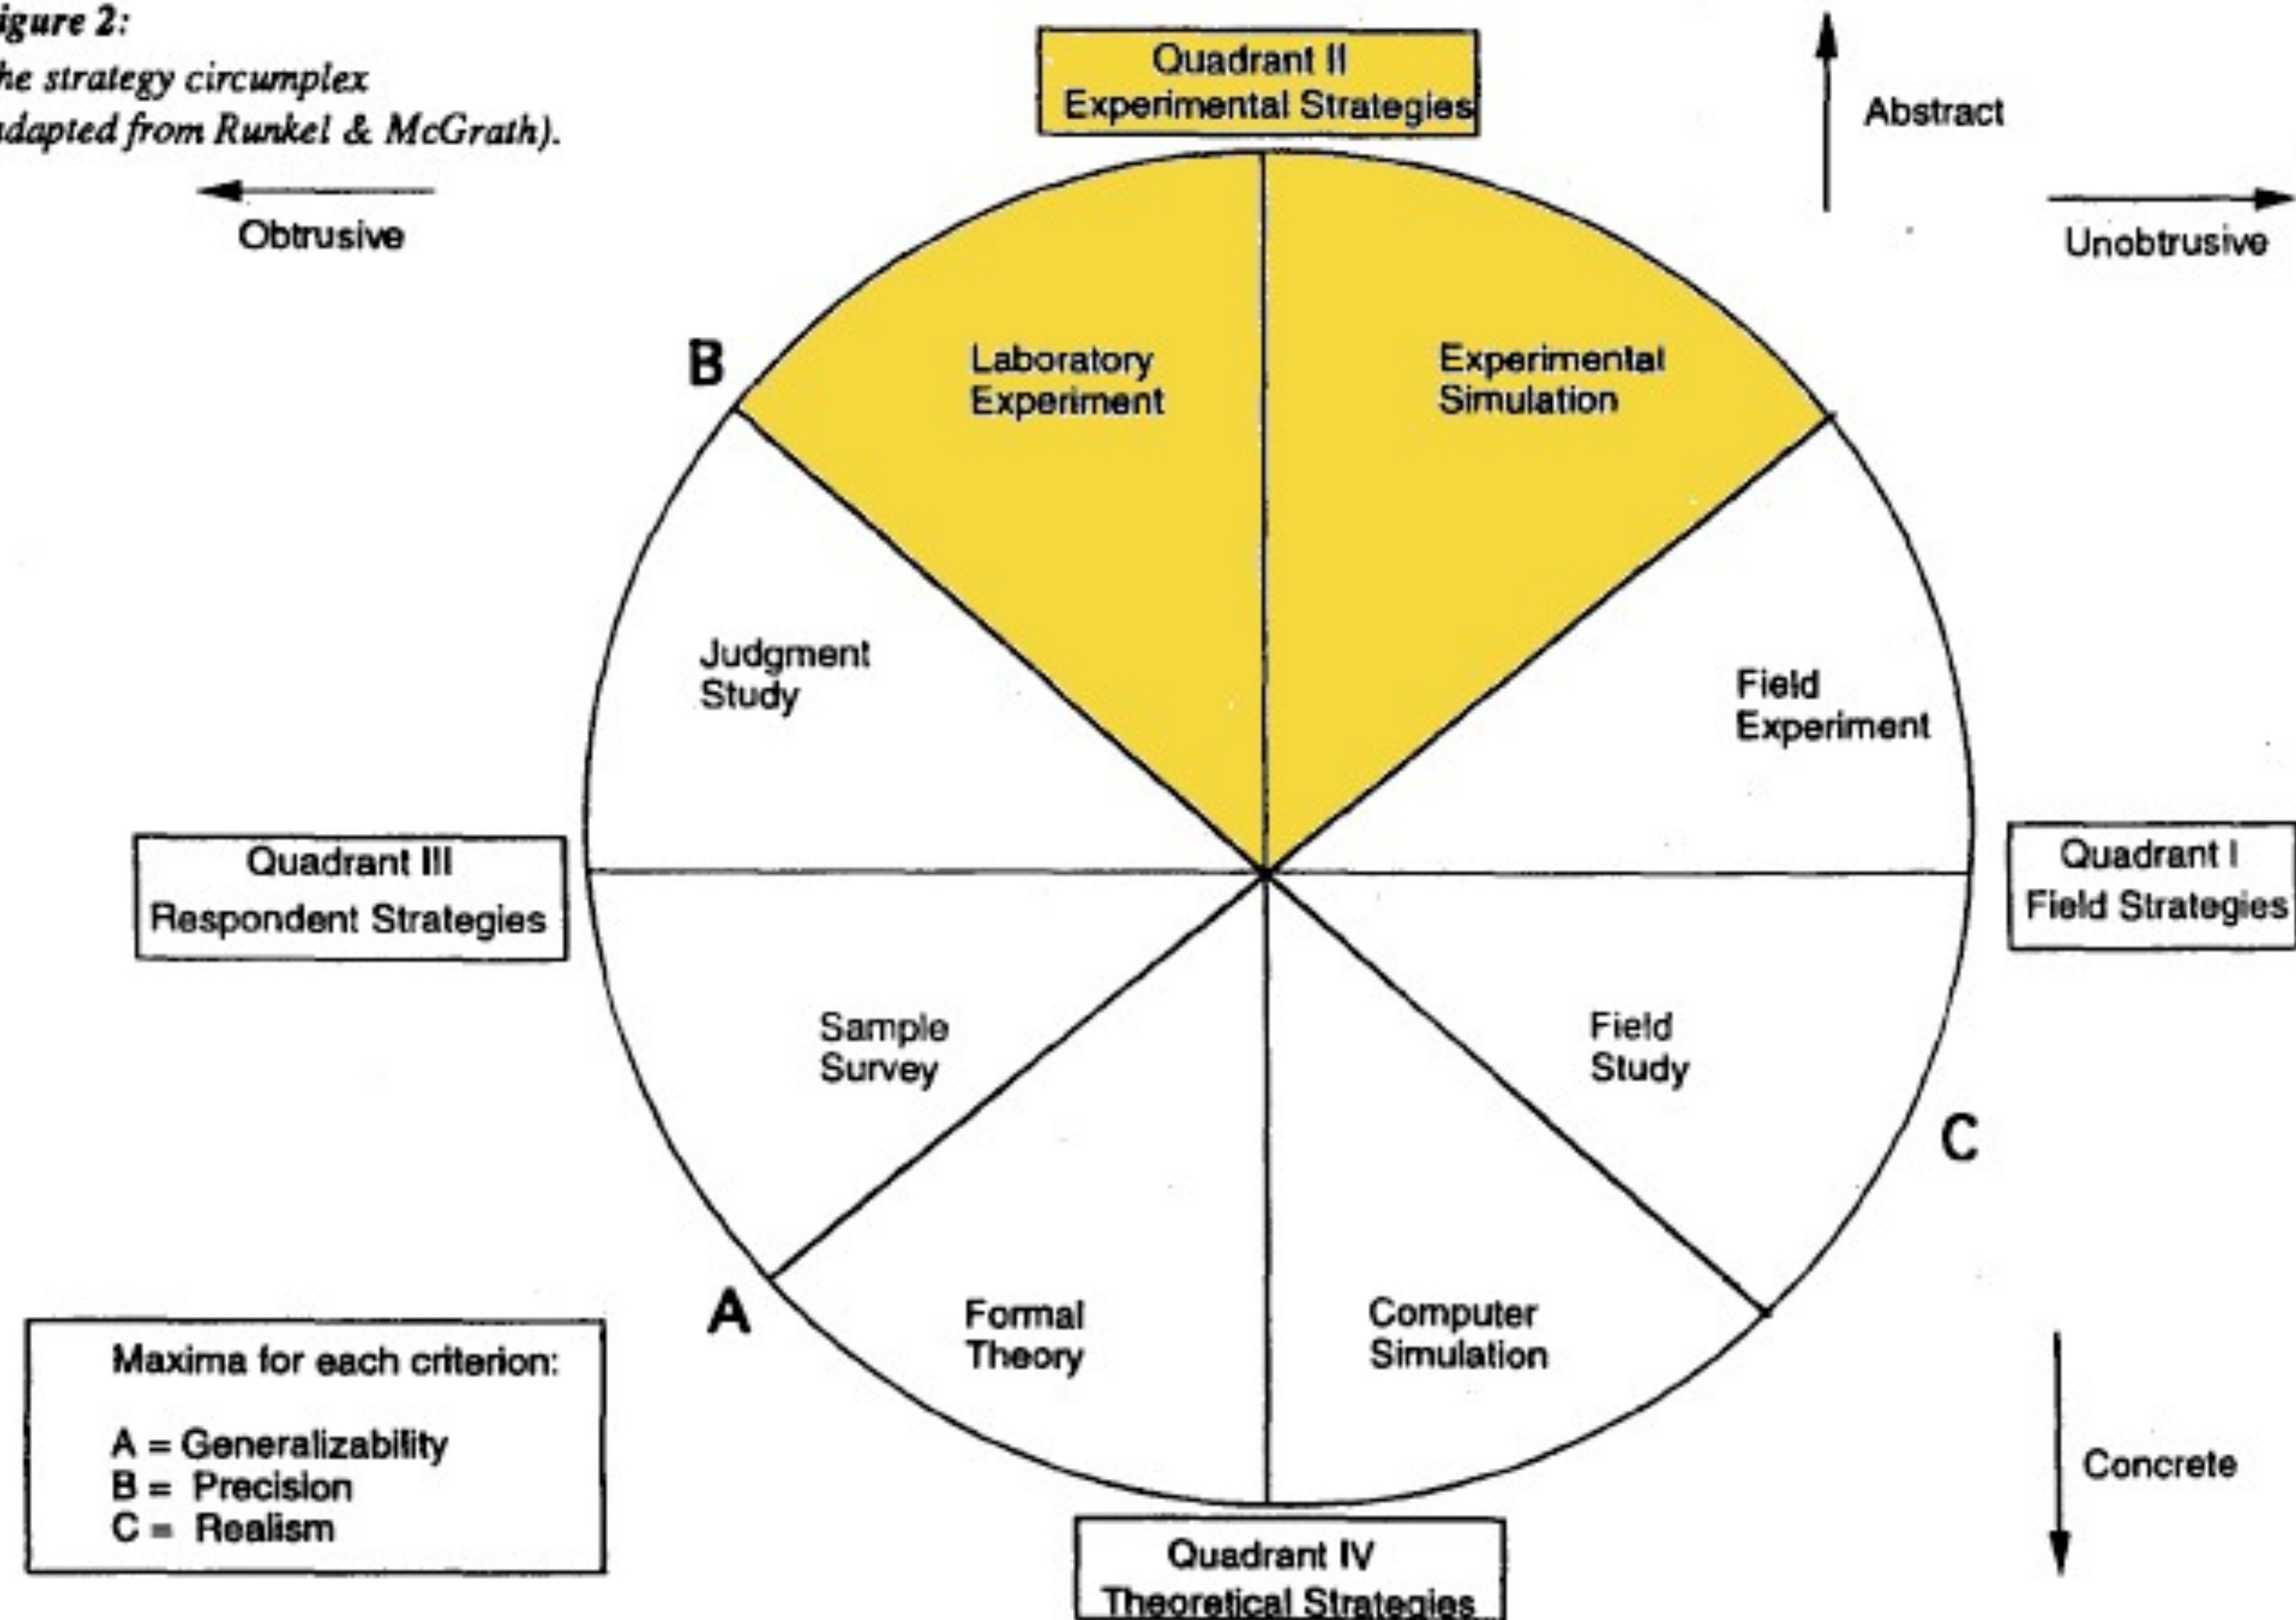 igure 2:
he strategy circumplex
adapted from Runkel & McGrath).
Obtrusive
Quadrant II
Experimental Strategies
Abstract
Unobtrusive
B
Laboratory
Experiment
Experimental
Simulation
Judgment
Study
Field
Experiment
Quadrant III
Respondent Strategies
Quadrant I
Field Strategies
Sample
Survey
Field
Study
C
A
Formal
Theory
Computer
Simulation
Maxima for each criterion:
A = Generalizability
B = Precision
C = Realism
Concrete
Quadrant IV
Theoretical Strategies